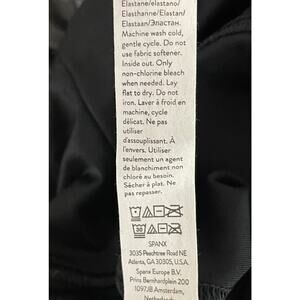 Elastane/elastano/
Elasthanne/Elastan/
Elastaan/Эластан.
Machine wash cold,
gentle cycle. Do not
use fabric softener.
Inside out. Only
non-chlorine bleach
when needed. Lay
flat to dry. Do not
iron. Laver à froid en
machine, cycle
délicat. Ne pas
utiliser
d'assouplissant. À
l'envers. Utiliser
seulement un agent
de blanchiment non
chloré au besoin.
Sécher à plat. Ne
pas repasser.
30
SPANX
3035 Peachtree Road NE
Atlanta, GA 30305, U.S.A.
Spanx Europe B.V.
Prins Bernhardplein 200
1097JB Amsterdam,
Netherlands